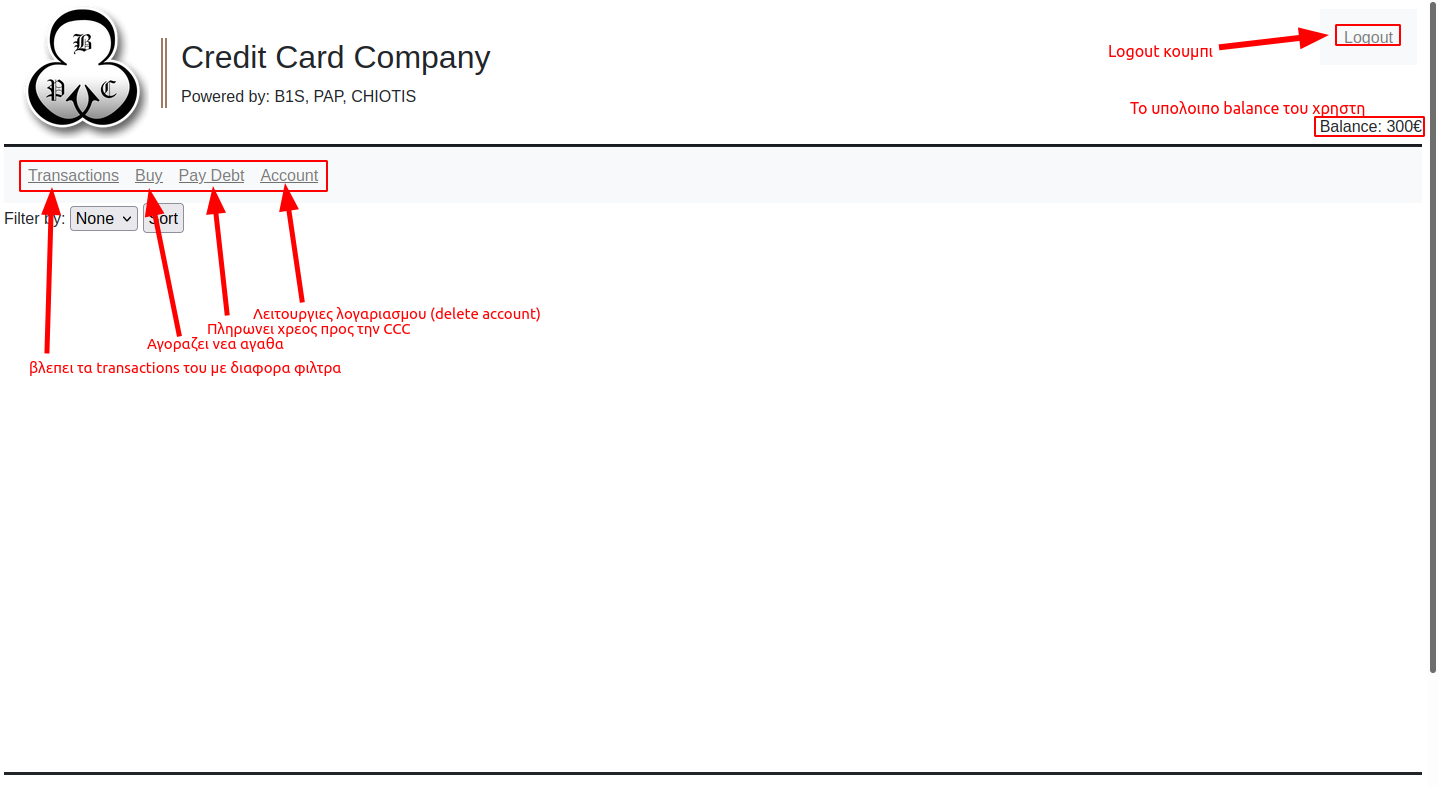 B
P C
Credit Card Company
Powered by: B1S, PAP, CHIOTIS
Logout κουμπι
Logout
Το υπολοιπο balance του χρηστη
Balance: 300€
Transactions Buy Pay Debt Account
Filter by: None Sort
Λειτουργιες λογαριασμου (delete account)
Πληρωνει χρεος προς την CCC
Αγοραζει νεα αγαθα
βλεπει τα transactions του με διαφορα φιλτρα